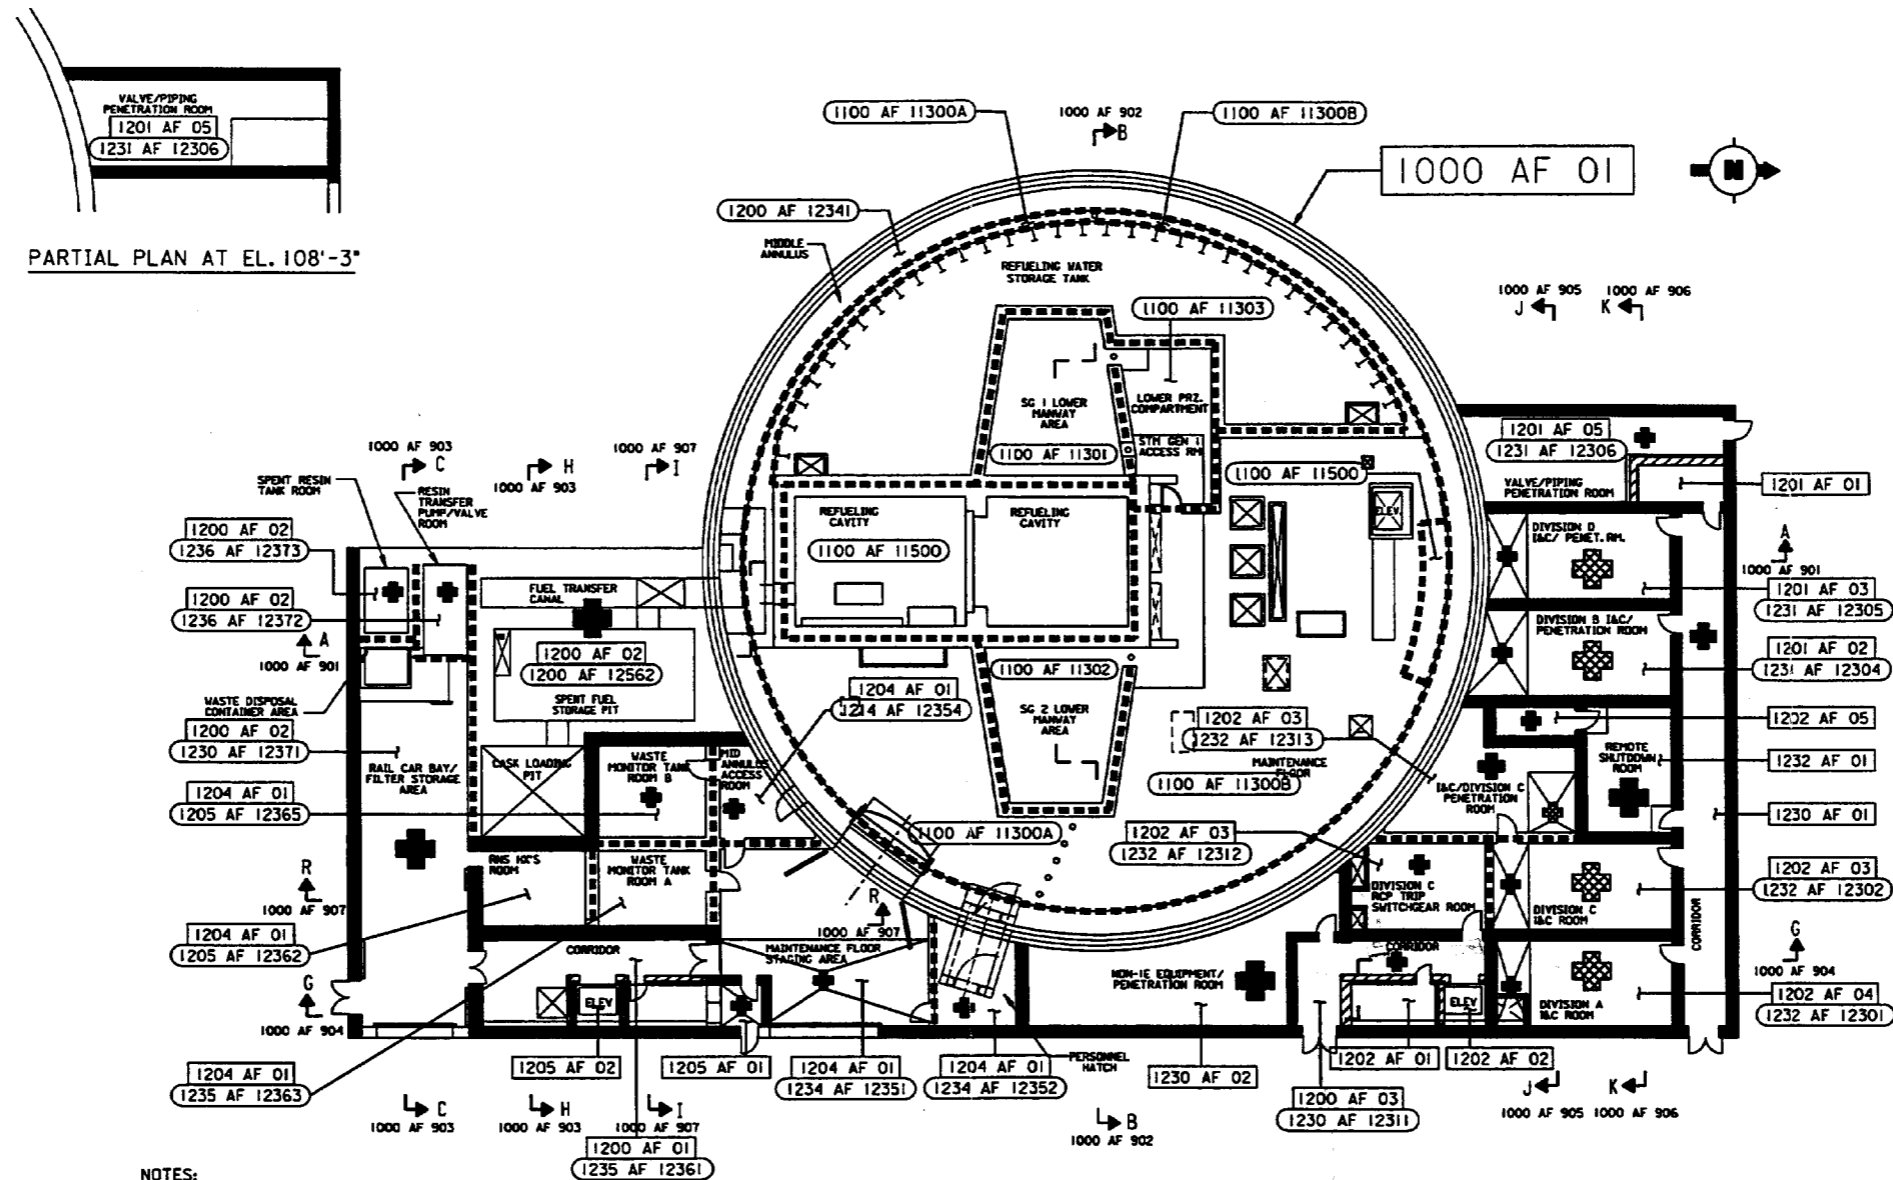 VALVE/PIPING
PENETRATION ROOM
1201 AF 05
1231 AF 12306
PARTIAL PLAN AT EL. 108'-3"
1100 AF 11300A
1000 AF 902
B
1100 AF 11300B
1000 AF 01
N
1200 AF 12341
MIDDLE
ANNULUS
REFUELING WATER
STORAGE TANK
1000 AF 905
J
1000 AF 906
K
1100 AF 11303
SG 1 LOWER
MANWAY
AREA
LOWER PRZ.
COMPARTMENT
1100 AF 11301
STM GEN 1
ACCESS RM
1100 AF 11500
ELEV
1201 AF 05
1231 AF 12306
VALVE/PIPING
PENETRATION ROOM
1201 AF 01
1000 AF 903
C
H
1000 AF 903
1000 AF 907
I
SPENT RESIN
TANK ROOM
RESIN
TRANSFER
PUMP/VALVE
ROOM
REFUELING
CAVITY
REFUELING
CAVITY
1100 AF 11500
DIVISION D
I&C/ PENET. RM.
A
1000 AF 901
1200 AF 02
1236 AF 12373
1200 AF 02
1236 AF 12372
A
1000 AF 901
FUEL TRANSFER
CANAL
1200 AF 02
1200 AF 12562
SPENT FUEL
STORAGE PIT
1201 AF 03
1231 AF 12305
DIVISION B I&C/
PENETRATION ROOM
1201 AF 02
1231 AF 12304
1100 AF 11302
1204 AF 01
1214 AF 12354
SG 2 LOWER
MANWAY
AREA
1202 AF 03
1232 AF 12313
MAINTENANCE
FLOOR
1100 AF 11300B
1202 AF 05
WASTE DISPOSAL
CONTAINER AREA
1200 AF 02
1230 AF 12371
RAIL CAR BAY/
FILTER STORAGE
AREA
CASK LOADING
PIT
WASTE
MONITOR TANK
ROOM B
MID
ANNULUS
ACCESS
ROOM
REMOTE
SHUTDOWN
ROOM
1232 AF 01
I&C/DIVISION C
PENETRATION
ROOM
1204 AF 01
1205 AF 12365
1230 AF 01
1100 AF 11300A
1202 AF 03
1232 AF 12312
RNS HX'S
ROOM
WASTE
MONITOR TANK
ROOM A
R
1000 AF 907
R
1000 AF 907
DIVISION C
RCP TRIP
SWITCHGEAR ROOM
DIVISION C
I&C ROOM
1202 AF 03
1232 AF 12302
CORRIDOR
1204 AF 01
1205 AF 12362
CORRIDOR
MAINTENANCE FLOOR
STAGING AREA
CORRIDOR
G
1000 AF 904
G
1000 AF 904
NON-1E EQUIPMENT/
PENETRATION ROOM
ELEV
ELEV
DIVISION A
I&C ROOM
1202 AF 04
1232 AF 12301
1204 AF 01
1235 AF 12363
1205 AF 02
1205 AF 01
1204 AF 01
1234 AF 12351
1204 AF 01
1234 AF 12352
PERSONNEL
HATCH
1230 AF 02
1202 AF 01
1202 AF 02
1200 AF 03
1230 AF 12311
C
1000 AF 903
H
1000 AF 903
I
1000 AF 907
1200 AF 01
1235 AF 12361
B
1000 AF 902
J
1000 AF 905
K
1000 AF 906
NOTES: